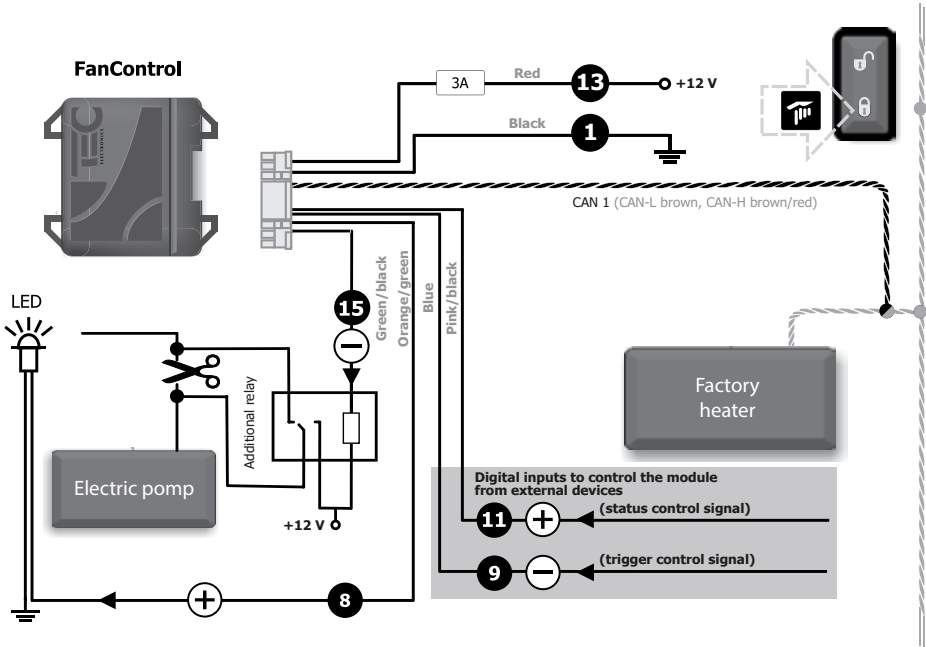 FanControl
TEC
ELECTRONICS
3A
Red
13
+12 V
Black
1
CAN 1 (CAN-L brown, CAN-H brown/red)
15
Green/black
Orange/green
Blue
Pink/black
LED
Additional relay
Electric pomp
+12 V
Factory
heater
Digital inputs to control the module
from external devices
11
+
(status control signal)
9
(trigger control signal)
+
8